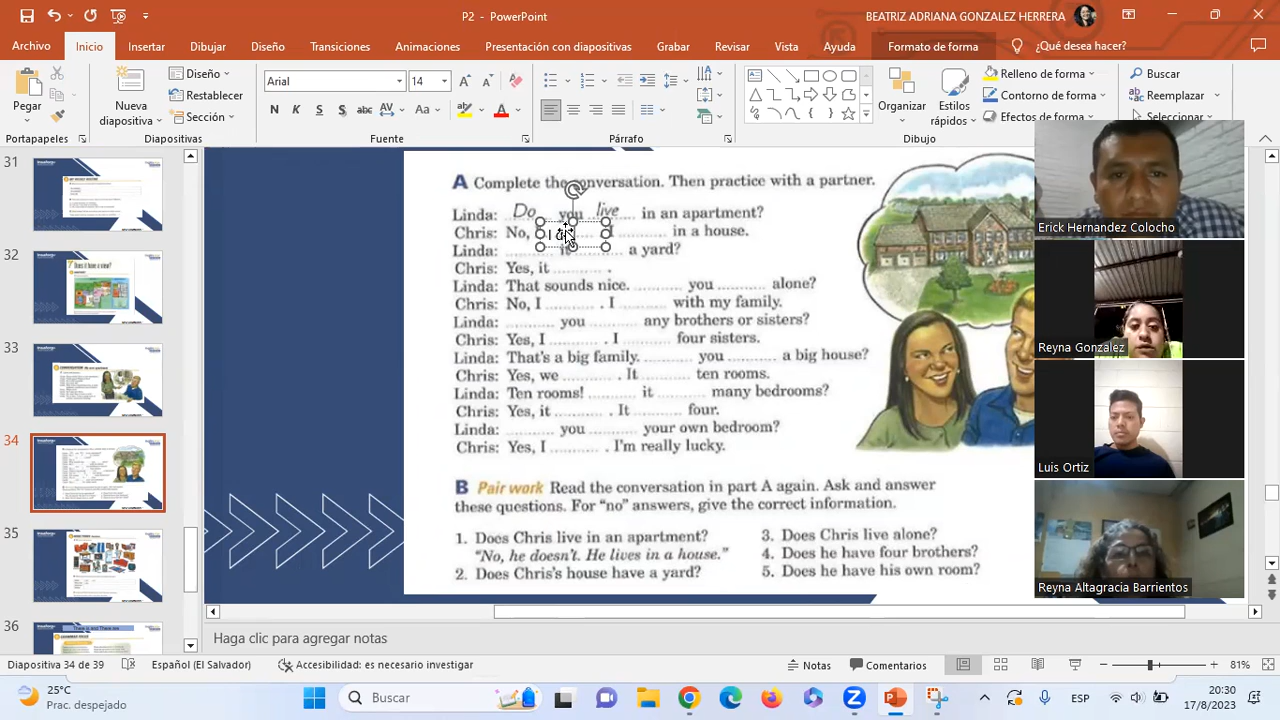 P2 - PowerPoint
BEATRIZ ADRIANA GONZALEZ HERRERA
Archivo Inicio Insertar Dibujar Diseño Transiciones Animaciones Presentación con diapositivas Grabar Revisar Vista Ayuda Formato de forma ¿Qué desea hacer?
Pegar
Portapapeles
Nueva diapositiva
Diseño
Restablecer
Sección
Diapositivas
Arial 14
N K S S abc AV Aa A
Fuente
Párrafo
Organizar
Estilos rápidos
Relleno de forma
Contorno de forma
Efectos de forma
Dibujo
Buscar
Reemplazar
Seleccionar
31
32
33
34
35
36
A Complete the conversation. Then practice with a partner.
Linda: Do you live in an apartment?
Chris: No, I ......... I ......... in a house.
Linda: ......... it ......... a yard?
Chris: Yes, it ......... .
Linda: That sounds nice. ......... you ......... alone?
Chris: No, I ......... . I ......... with my family.
Linda: ......... you ......... any brothers or sisters?
Chris: Yes, I ......... . I ......... four sisters.
Linda: That's a big family. ......... you ......... a big house?
Chris: Yes, we ......... . It ......... ten rooms.
Linda: Ten rooms! ......... it ......... many bedrooms?
Chris: Yes, it ......... . It ......... four.
Linda: ......... you ......... your own bedroom?
Chris: Yes, I ......... . I'm really lucky.
B Pair work Read the conversation in part A again. Ask and answer
these questions. For "no" answers, give the correct information.
1. Does Chris live in an apartment?
"No, he doesn't. He lives in a house."
2. Does Chris's house have a yard?
3. Does Chris live alone?
4. Does he have four brothers?
5. Does he have his own room?
Erick Hernandez Colocho
Reyna Gonzalez
Luis Ortiz
Reyna Altagracia Barrientos
Haga clic para agregar notas
Diapositiva 34 de 39 Español (El Salvador) Accesibilidad: es necesario investigar Notas Comentarios 81%
25°C
Prac. despejado
Buscar
ESP
20:30
17/8/2023